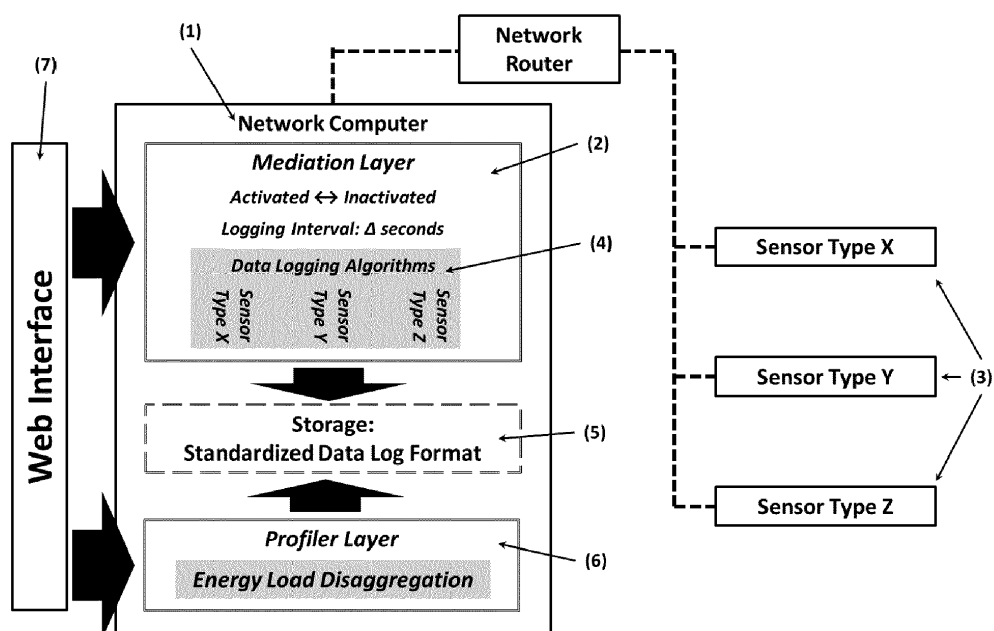 (1)
Network
Router
(7)
Network Computer
(2)
Mediation Layer
Activated ↔ Inactivated
Logging Interval: Δ seconds
(4)
Data Logging Algorithms
Sensor
Type X
Sensor
Type Y
Sensor
Type Z
Web Interface
Sensor Type X
Sensor Type Y
(3)
Sensor Type Z
Storage:
Standardized Data Log Format
(5)
Profiler Layer
(6)
Energy Load Disaggregation